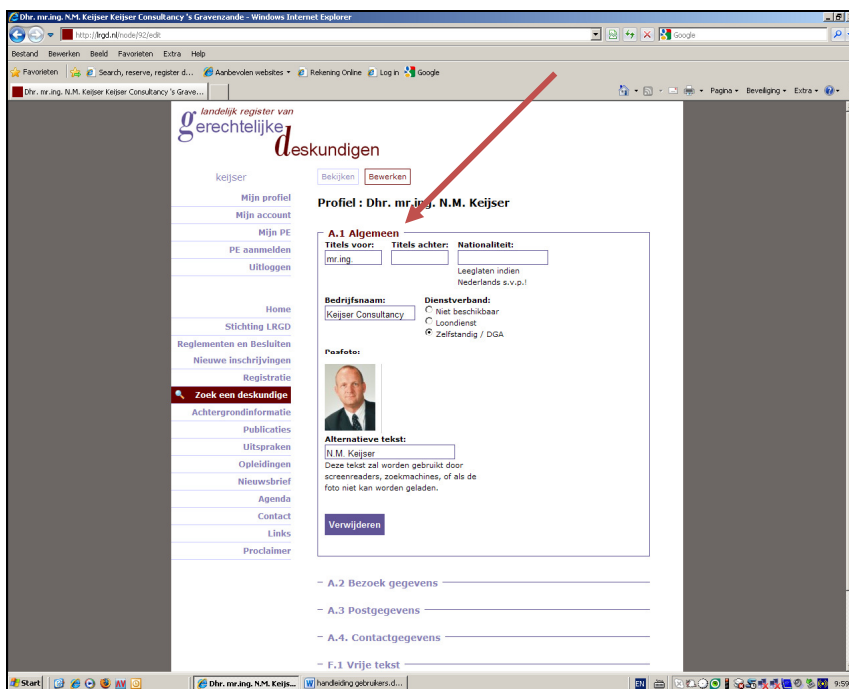 Dhr. mr.ing. N.M. Keijser Keijser Consultancy 's Gravenzande - Windows Internet Explorer
http://lrgd.nl/node/92/edit
Google
Bestand Bewerken Beeld Favorieten Extra Help
Favorieten Search, reserve, register d... Aanbevolen websites Rekening Online Log in Google
Dhr. mr.ing. N.M. Keijser Keijser Consultancy 's Grave...
Pagina Beveiliging Extra
landelijk register van
gerechtelijke
deskundigen
keijser
Mijn profiel
Mijn account
Mijn PE
PE aanmelden
Uitloggen
Home
Stichting LRGD
Reglementen en Besluiten
Nieuwe inschrijvingen
Registratie
Zoek een deskundige
Achtergrondinformatie
Publicaties
Uitspraken
Opleidingen
Nieuwsbrief
Agenda
Contact
Links
Proclaimer
Bekijken Bewerken
Profiel : Dhr. mr.ing. N.M. Keijser
A.1 Algemeen
Titels voor: Titels achter: Nationaliteit:
mr.ing.
Leeglaten indien
Nederlands s.v.p.!
Bedrijfsnaam: Dienstverband:
Keijser Consultancy
Niet beschikbaar
Loondienst
Zelfstandig / DGA
Pasfoto:
Alternatieve tekst:
N.M. Keijser
Deze tekst zal worden gebruikt door
screenreaders, zoekmachines, of als de
foto niet kan worden geladen.
Verwijderen
A.2 Bezoek gegevens
A.3 Postgegevens
A.4. Contactgegevens
F.1 Vrije tekst
Start Dhr. mr.ing. N.M. Keijs... handleiding gebruikers.d... EN 9:59